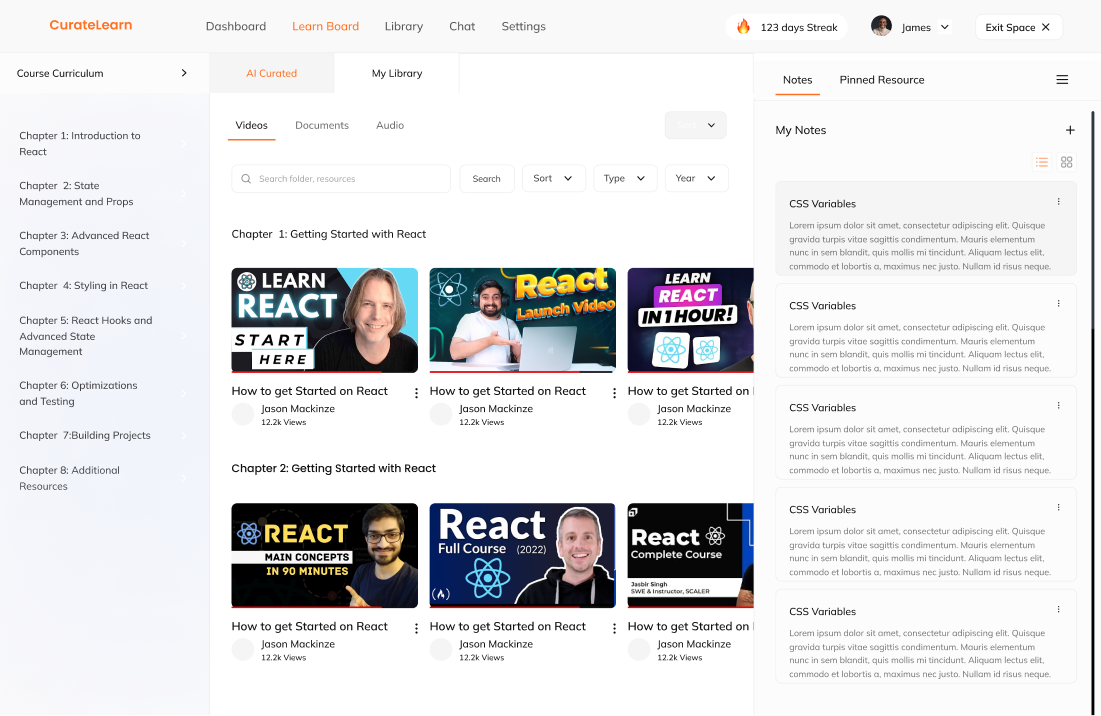 CurateLearn
Dashboard
Learn Board
Library
Chat
Settings
123 days Streak
James
Exit Space
Course Curriculum
Chapter 1: Introduction to
React
Chapter 2: State
Management and Props
Chapter 3: Advanced React
Components
Chapter 4: Styling in React
Chapter 5: React Hooks and
Advanced State
Management
Chapter 6: Optimizations
and Testing
Chapter 7:Building Projects
Chapter 8: Additional
Resources
AI Curated
My Library
Videos
Documents
Audio
Sort
Search folder, resources
Search
Sort
Type
Year
Chapter 1: Getting Started with React
LEARN
REACT
START
HERE
React
Launch Video
LEARN
REACT
IN 1 HOUR!
How to get Started on React
Jason Mackinze
12.2k Views
How to get Started on React
Jason Mackinze
12.2k Views
How to get Started on
Jason Mackinze
12.2k Views
Chapter 2: Getting Started with React
REACT
MAIN CONCEPTS
IN 90 MINUTES
React
Full Course (2022)
React
Complete Course
Jasbir Singh
SWE & Instructor, SCALER
How to get Started on React
Jason Mackinze
12.2k Views
How to get Started on React
Jason Mackinze
12.2k Views
How to get Started on
Jason Mackinze
12.2k Views
Notes
Pinned Resource
My Notes
CSS Variables
Lorem ipsum dolor sit amet, consectetur adipiscing elit. Quisque
gravida turpis vitae sagittis condimentum. Mauris elementum
nunc in sem blandit, quis mollis mi tincidunt. Aliquam lectus elit,
commodo et lobortis a, maximus nec justo. Nullam id risus neque.
CSS Variables
Lorem ipsum dolor sit amet, consectetur adipiscing elit. Quisque
gravida turpis vitae sagittis condimentum. Mauris elementum
nunc in sem blandit, quis mollis mi tincidunt. Aliquam lectus elit,
commodo et lobortis a, maximus nec justo. Nullam id risus neque.
CSS Variables
Lorem ipsum dolor sit amet, consectetur adipiscing elit. Quisque
gravida turpis vitae sagittis condimentum. Mauris elementum
nunc in sem blandit, quis mollis mi tincidunt. Aliquam lectus elit,
commodo et lobortis a, maximus nec justo. Nullam id risus neque.
CSS Variables
Lorem ipsum dolor sit amet, consectetur adipiscing elit. Quisque
gravida turpis vitae sagittis condimentum. Mauris elementum
nunc in sem blandit, quis mollis mi tincidunt. Aliquam lectus elit,
commodo et lobortis a, maximus nec justo. Nullam id risus neque.
CSS Variables
Lorem ipsum dolor sit amet, consectetur adipiscing elit. Quisque
gravida turpis vitae sagittis condimentum. Mauris elementum
nunc in sem blandit, quis mollis mi tincidunt. Aliquam lectus elit,
commodo et lobortis a, maximus nec justo. Nullam id risus neque.